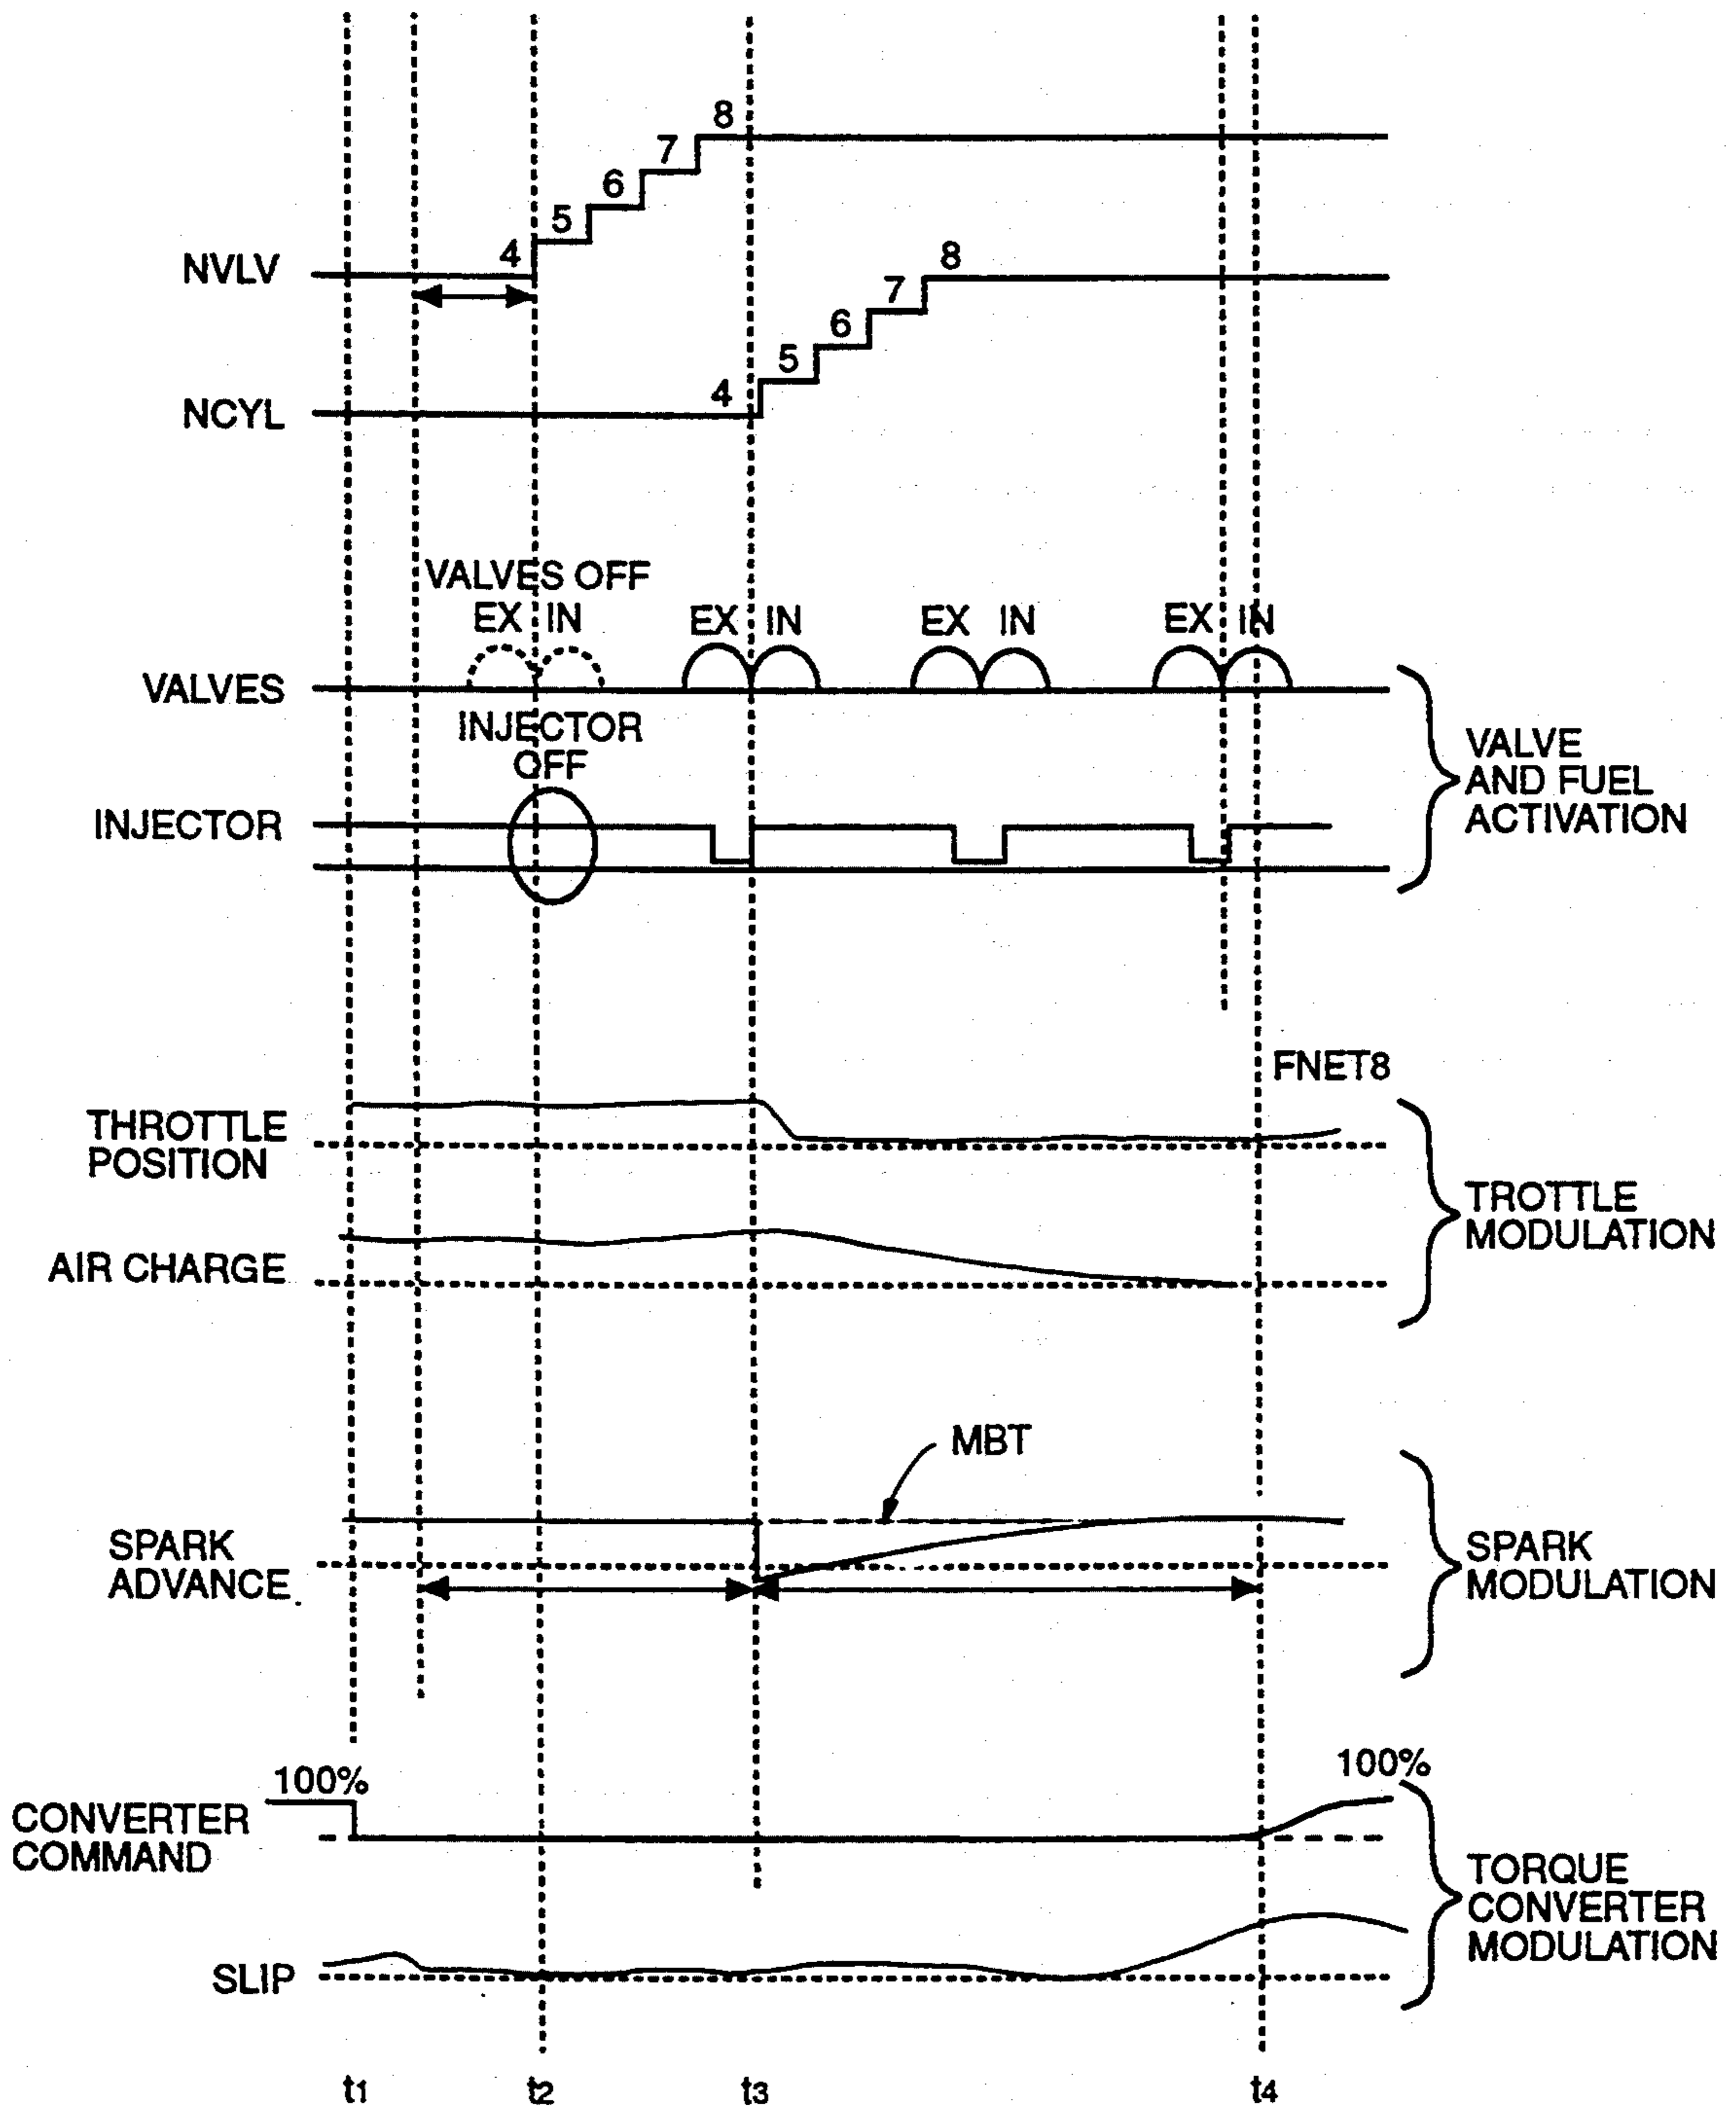 8
7
6
5
4
NVLV
8
7
6
5
4
NCYL
VALVES OFF
EX IN
EX IN
EX IN
EX IN
VALVES
INJECTOR
OFF
INJECTOR
VALVE
AND FUEL
ACTIVATION
FNET8
THROTTLE
POSITION
AIR CHARGE
TROTTLE
MODULATION
MBT
SPARK
ADVANCE
SPARK
MODULATION
100%
100%
CONVERTER
COMMAND
SLIP
TORQUE
CONVERTER
MODULATION
t1 t2 t3 t4